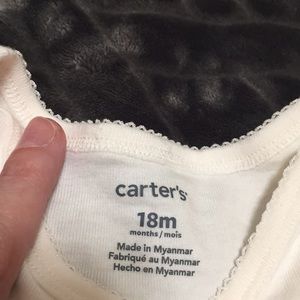 carter's
18m
months / mois
Made in Myanmar
Fabriqué au Myanmar
Hecho en Myanmar